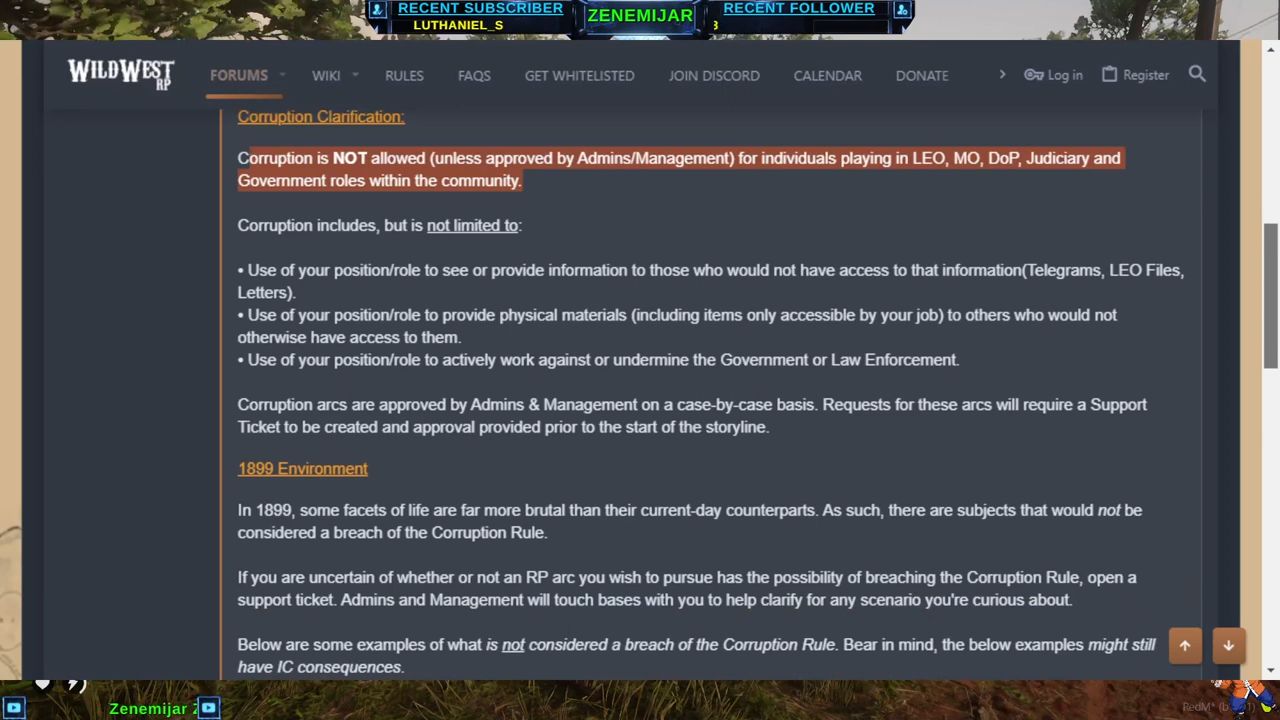 RECENT SUBSCRIBER
LUTHANIEL_S
ZENEMIJAR
RECENT FOLLOWER
3
WILDWEST
RP
FORUMS
WIKI
RULES
FAQS
GET WHITELISTED
JOIN DISCORD
CALENDAR
DONATE
Log in
Register
Corruption Clarification:
Corruption is NOT allowed (unless approved by Admins/Management) for individuals playing in LEO, MO, DoP, Judiciary and
Government roles within the community.
Corruption includes, but is not limited to:
• Use of your position/role to see or provide information to those who would not have access to that information(Telegrams, LEO Files,
Letters).
• Use of your position/role to provide physical materials (including items only accessible by your job) to others who would not
otherwise have access to them.
• Use of your position/role to actively work against or undermine the Government or Law Enforcement.
Corruption arcs are approved by Admins & Management on a case-by-case basis. Requests for these arcs will require a Support
Ticket to be created and approval provided prior to the start of the storyline.
1899 Environment
In 1899, some facets of life are far more brutal than their current-day counterparts. As such, there are subjects that would not be
considered a breach of the Corruption Rule.
If you are uncertain of whether or not an RP arc you wish to pursue has the possibility of breaching the Corruption Rule, open a
support ticket. Admins and Management will touch bases with you to help clarify for any scenario you're curious about.
Below are some examples of what is not considered a breach of the Corruption Rule. Bear in mind, the below examples might still
have IC consequences.
Zenemijar